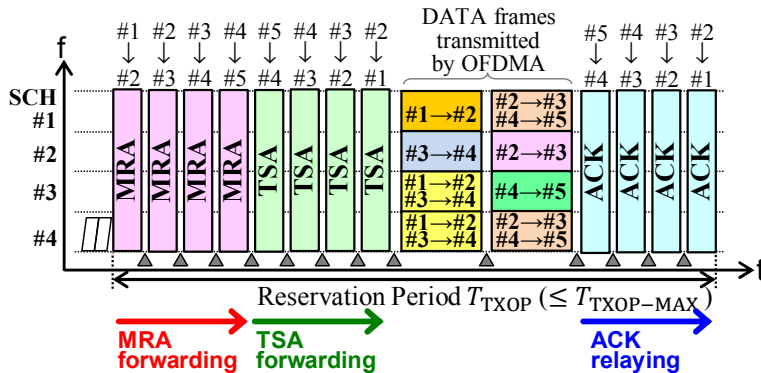 DATA frames
transmitted
by OFDMA
f
#1 #2 #3 #4 #5 #4 #3 #2
↓ ↓ ↓ ↓ ↓ ↓ ↓ ↓
#2 #3 #4 #5 #4 #3 #2 #1
#5 #4 #3 #2
↓ ↓ ↓ ↓
#4 #3 #2 #1
SCH
#1
#2
#3
#4
MRA
MRA
MRA
MRA
TSA
TSA
TSA
TSA
#1→#2
#3→#4
#1→#2
#3→#4
#1→#2
#3→#4
#2→#3
#4→#5
#2→#3
#4→#5
#2→#3
#4→#5
ACK
ACK
ACK
ACK
t
Reservation Period T_TXOP (≤ T_TXOP−MAX)
MRA
forwarding
TSA
forwarding
ACK
relaying